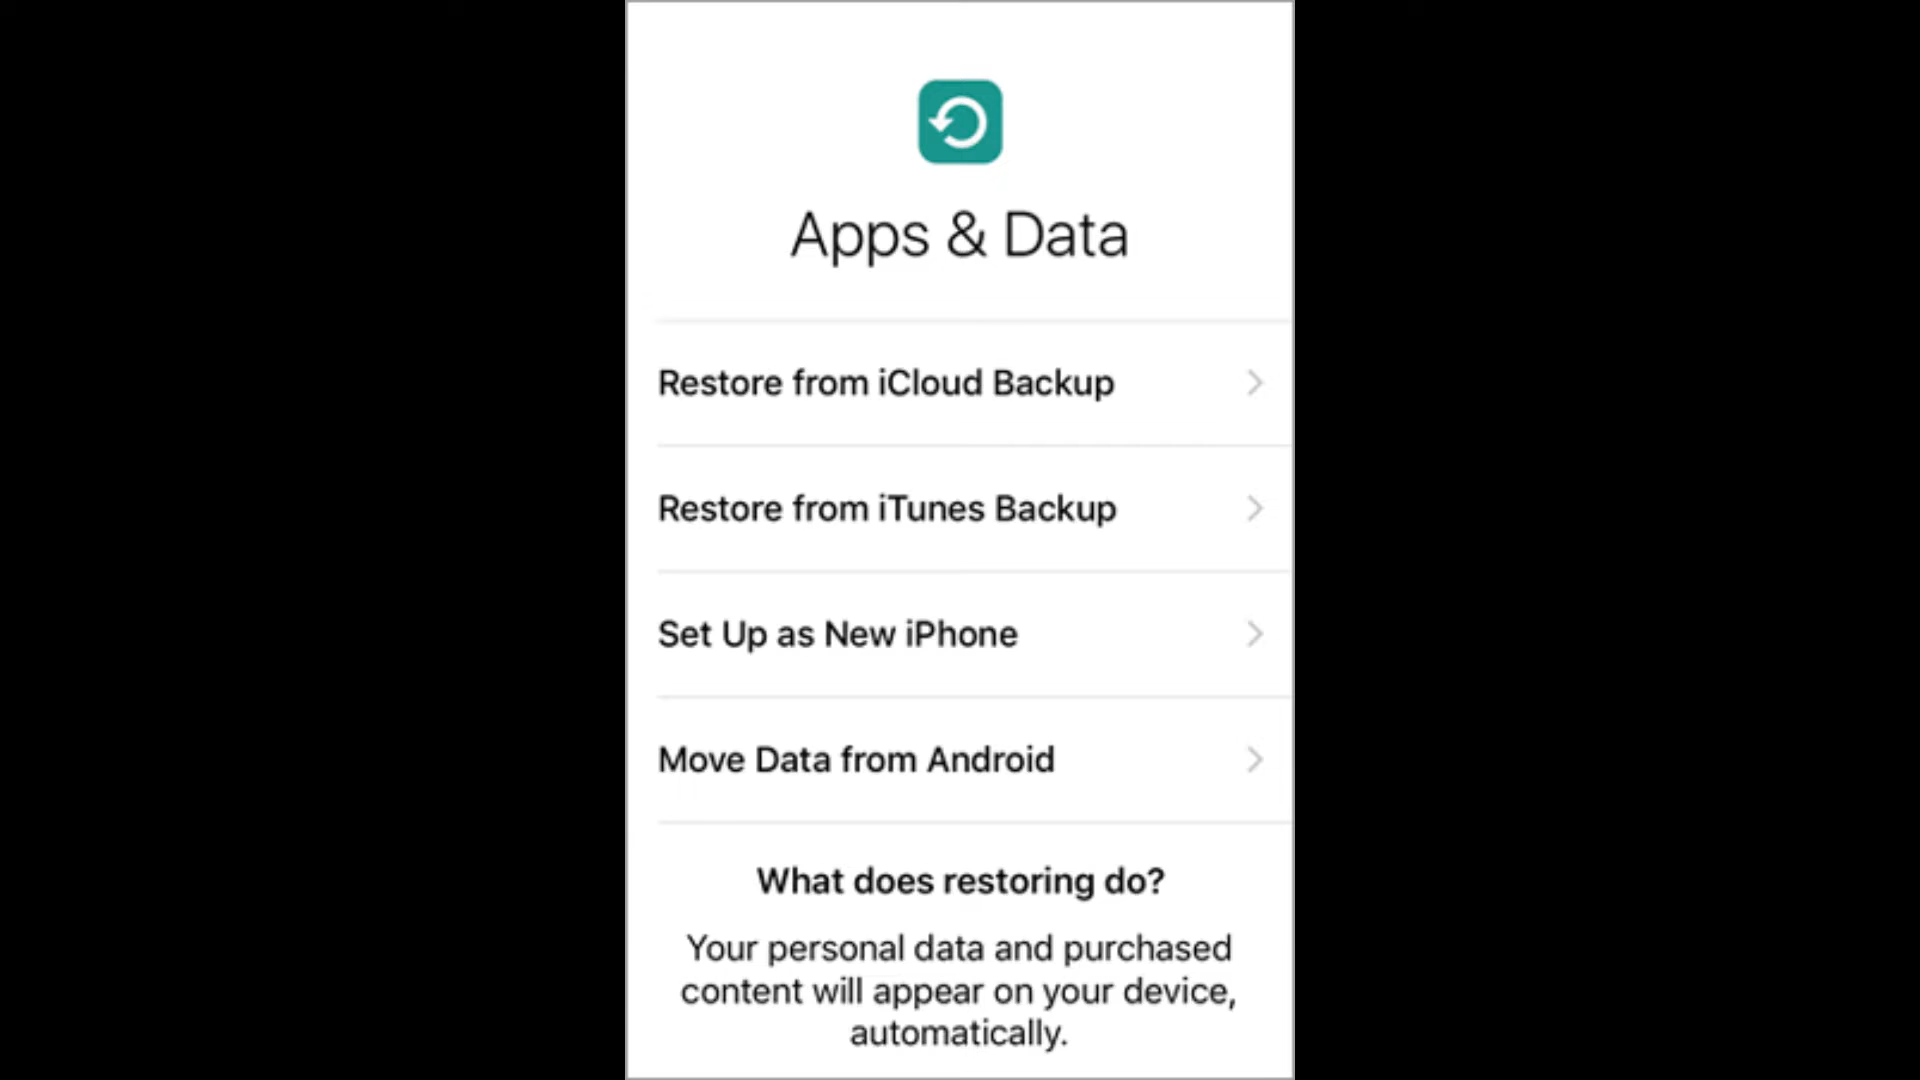 Apps & Data
Restore from iCloud Backup
Restore from iTunes Backup
Set Up as New iPhone
Move Data from Android
What does restoring do?
Your personal data and purchased
content will appear on your device,
automatically.